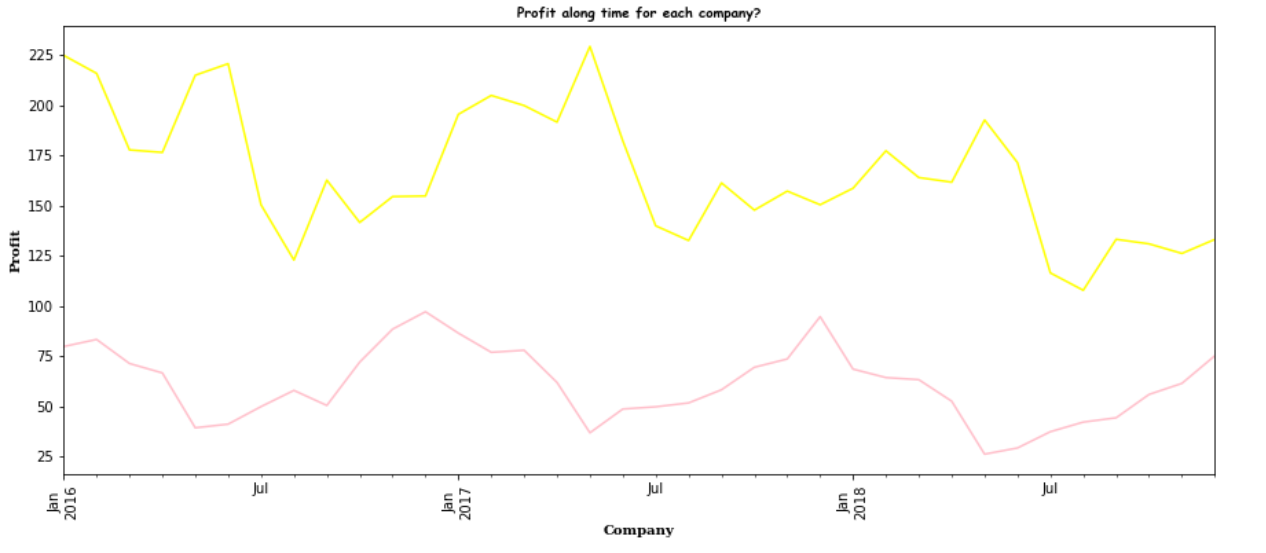 Profit along time for each company?
225
200
175
150
125
100
75
50
25
Profit
Jan
2016
Jul
Jan
2017
Jul
Jan
2018
Jul
Company